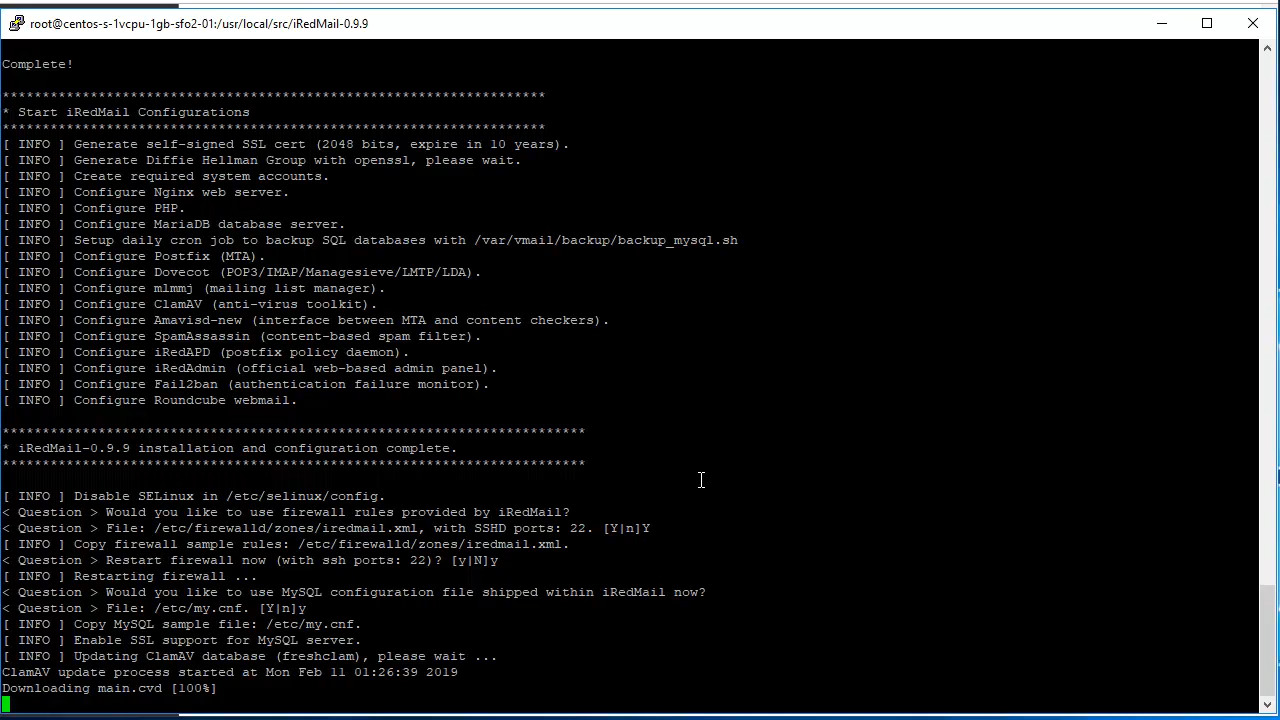 root@centos-s-1vcpu-1gb-sfo2-01:/usr/local/src/iRedMail-0.9.9
Complete!
********************************************************************
* Start iRedMail Configurations
********************************************************************
[ INFO ] Generate self-signed SSL cert (2048 bits, expire in 10 years).
[ INFO ] Generate Diffie Hellman Group with openssl, please wait.
[ INFO ] Create required system accounts.
[ INFO ] Configure Nginx web server.
[ INFO ] Configure PHP.
[ INFO ] Configure MariaDB database server.
[ INFO ] Setup daily cron job to backup SQL databases with /var/vmail/backup/backup_mysql.sh
[ INFO ] Configure Postfix (MTA).
[ INFO ] Configure Dovecot (POP3/IMAP/Managesieve/LMTP/LDA).
[ INFO ] Configure mlmmj (mailing list manager).
[ INFO ] Configure ClamAV (anti-virus toolkit).
[ INFO ] Configure Amavisd-new (interface between MTA and content checkers).
[ INFO ] Configure SpamAssassin (content-based spam filter).
[ INFO ] Configure iRedAPD (postfix policy daemon).
[ INFO ] Configure iRedAdmin (official web-based admin panel).
[ INFO ] Configure Fail2ban (authentication failure monitor).
[ INFO ] Configure Roundcube webmail.
*************************************************************************
* iRedMail-0.9.9 installation and configuration complete.
*************************************************************************
[ INFO ] Disable SELinux in /etc/selinux/config.
< Question > Would you like to use firewall rules provided by iRedMail?
< Question > File: /etc/firewalld/zones/iredmail.xml, with SSHD ports: 22. [Y|n]Y
[ INFO ] Copy firewall sample rules: /etc/firewalld/zones/iredmail.xml.
< Question > Restart firewall now (with ssh ports: 22)? [y|N]y
[ INFO ] Restarting firewall ...
< Question > Would you like to use MySQL configuration file shipped within iRedMail now?
< Question > File: /etc/my.cnf. [Y|n]y
[ INFO ] Copy MySQL sample file: /etc/my.cnf.
[ INFO ] Enable SSL support for MySQL server.
[ INFO ] Updating ClamAV database (freshclam), please wait ...
ClamAV update process started at Mon Feb 11 01:26:39 2019
Downloading main.cvd [100%]